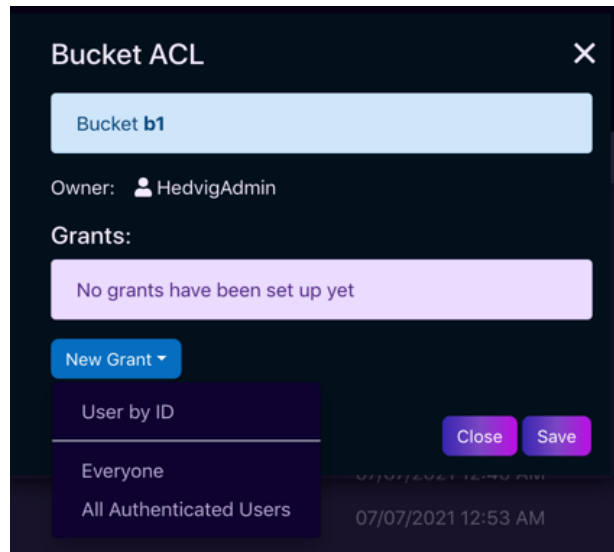 Bucket ACL
Bucket b1
Owner: HedvigAdmin
Grants:
No grants have been set up yet
New Grant
User by ID
Close Save
Everyone
07/07/2021 12:40 AM
All Authenticated Users
07/07/2021 12:53 AM